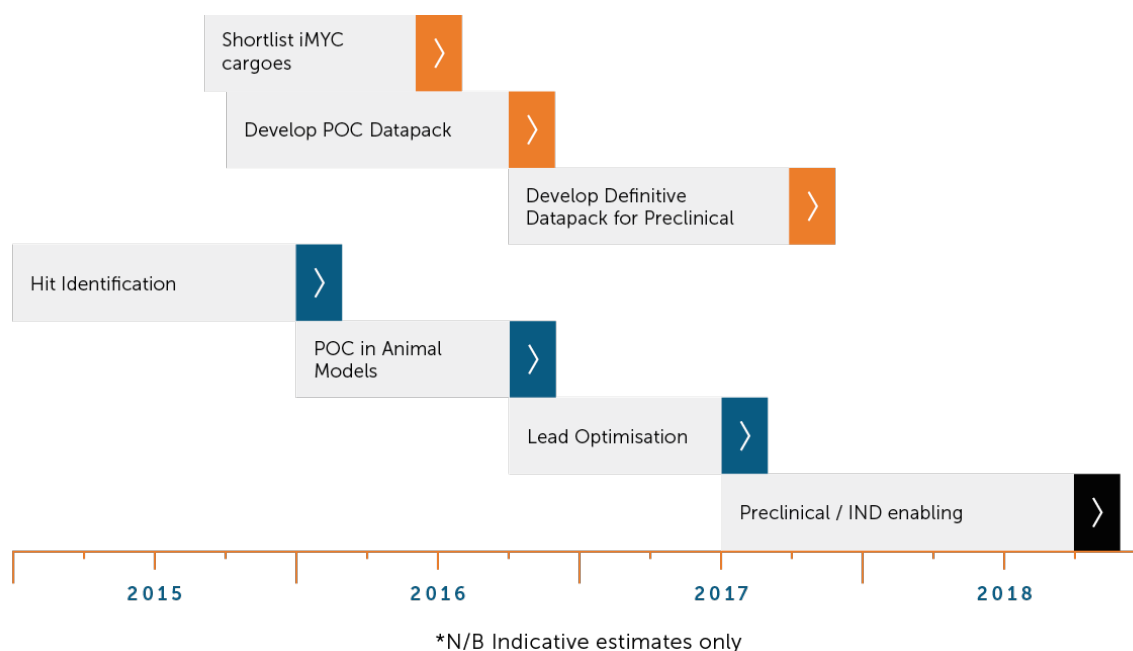 Shortlist iMYC
cargoes
Develop POC Datapack
Develop Definitive
Datapack for Preclinical
Hit Identification
POC in Animal
Models
Lead Optimisation
Preclinical / IND enabling
2015 2016 2017 2018
*N/B Indicative estimates only